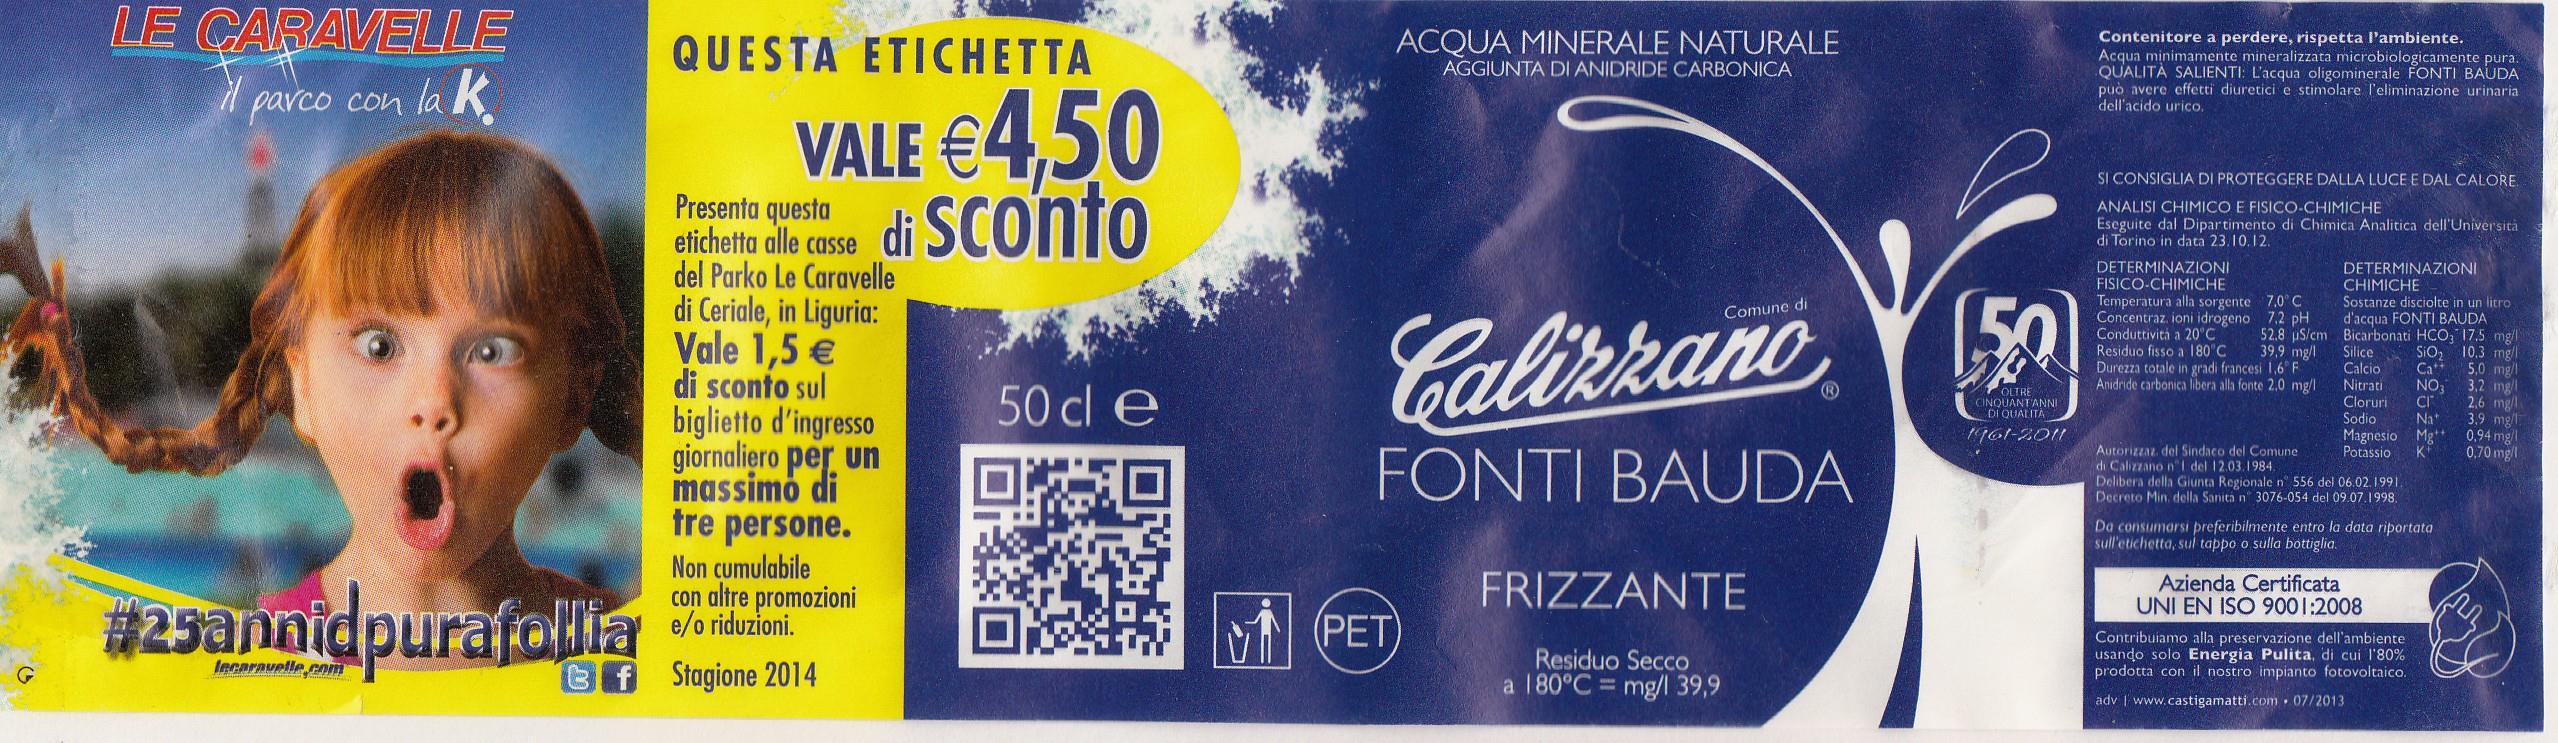 LE CARAVELLE
il parco con la K.
#25annidpurafollia
lecaravelle.com
QUESTA ETICHETTA
VALE €4,50
di sconto
Presenta questa
etichetta alle casse
del Parko Le Caravelle
di Ceriale, in Liguria:
Vale 1,5 €
di sconto sul
biglietto d'ingresso
giornaliero per un
massimo di
tre persone.
Non cumulabile
con altre promozioni
e/o riduzioni.
Stagione 2014
50 cl e
PET
ACQUA MINERALE NATURALE
AGGIUNTA DI ANIDRIDE CARBONICA
Comune di
Calizzano ®
FONTI BAUDA
FRIZZANTE
Residuo Secco
a 180°C = mg/l 39,9
50
OLTRE
CINQUANT'ANNI
DI QUALITÀ
1961-2011
Contenitore a perdere, rispetta l'ambiente.
Acqua minimamente mineralizzata microbiologicamente pura.
QUALITÀ SALIENTI: L'acqua oligominerale FONTI BAUDA
può avere effetti diuretici e stimolare l'eliminazione urinaria
dell'acido urico.
SI CONSIGLIA DI PROTEGGERE DALLA LUCE E DAL CALORE.
ANALISI CHIMICO E FISICO-CHIMICHE
Eseguite dal Dipartimento di Chimica Analitica dell'Università
di Torino in data 23.10.12.
DETERMINAZIONI
FISICO-CHIMICHE
Temperatura alla sorgente 7,0°C
Concentraz. ioni idrogeno 7.2 pH
Conduttività a 20°C 52.8 µS/cm
Residuo fisso a 180°C 39,9 mg/l
Durezza totale in gradi francesi 1,6°F
Anidride carbonica libera alla fonte 2.0 mg/l
DETERMINAZIONI
CHIMICHE
Sostanze disciolte in un litro
d'acqua FONTI BAUDA
Bicarbonati HCO3⁻ 17,5 mg/l
Silice SiO2 10,3 mg/l
Calcio Ca++ 5,0 mg/l
Nitrati NO3⁻ 3,2 mg/l
Cloruri Cl⁻ 2,6 mg/l
Sodio Na+ 3,9 mg/l
Magnesio Mg++ 0,94 mg/l
Potassio K+ 0,70 mg/l
Autorizzaz. del Sindaco del Comune
di Calizzano n°1 del 12.03.1984.
Delibera della Giunta Regionale n° 556 del 06.02.1991.
Decreto Min. della Sanità n° 3076-054 del 09.07.1998.
Da consumarsi preferibilmente entro la data riportata
sull'etichetta, sul tappo o sulla bottiglia.
Azienda Certificata
UNI EN ISO 9001:2008
Contribuiamo alla preservazione dell'ambiente
usando solo Energia Pulita, di cui l'80%
prodotta con il nostro impianto fotovoltaico.
adv | www.castigamatti.com • 07/2013